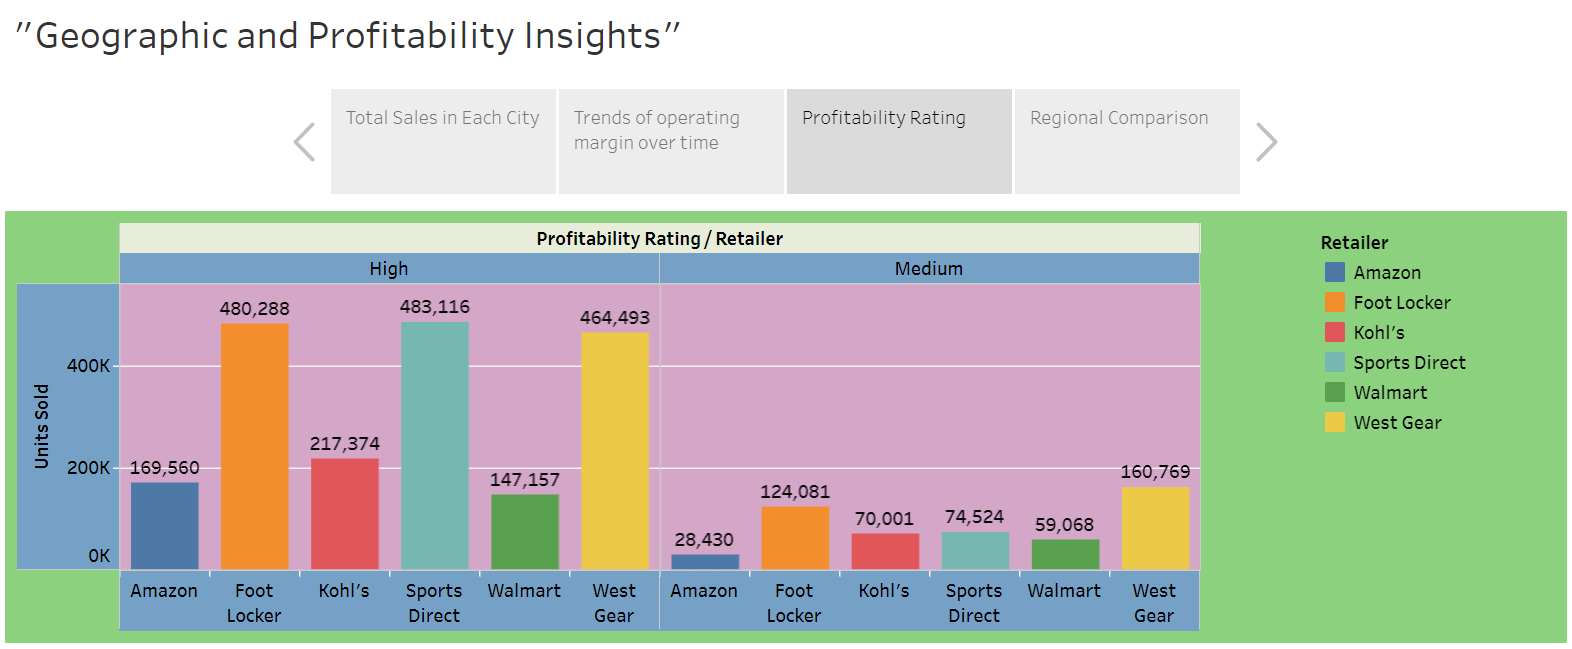 "Geographic and Profitability Insights"
Total Sales in Each City
Trends of operating
margin over time
Profitability Rating
Regional Comparison
Profitability Rating / Retailer
High
Medium
Units Sold
400K
200K
0K
169,560
480,288
217,374
483,116
147,157
464,493
28,430
124,081
70,001
74,524
59,068
160,769
Amazon
Foot
Locker
Kohl's
Sports
Direct
Walmart
West
Gear
Amazon
Foot
Locker
Kohl's
Sports
Direct
Walmart
West
Gear
Retailer
Amazon
Foot Locker
Kohl's
Sports Direct
Walmart
West Gear